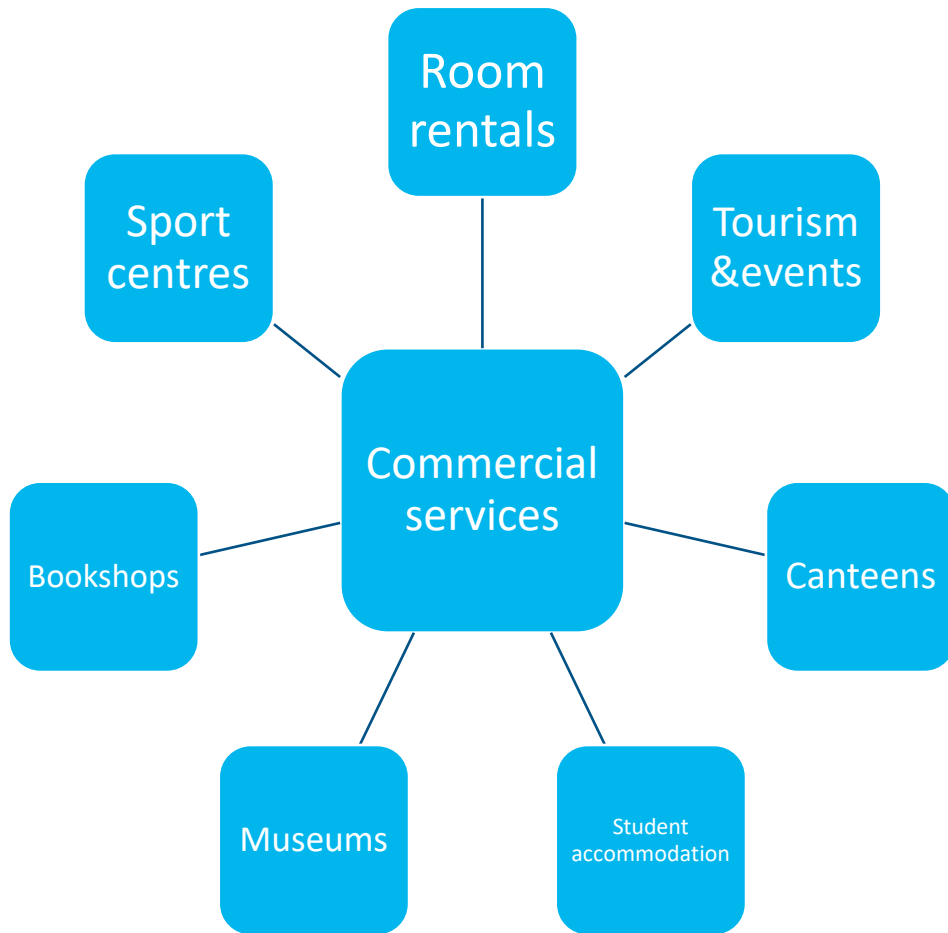 Room
rentals
Sport
centres
Tourism
&events
Commercial
services
Bookshops
Canteens
Museums
Student
accommodation